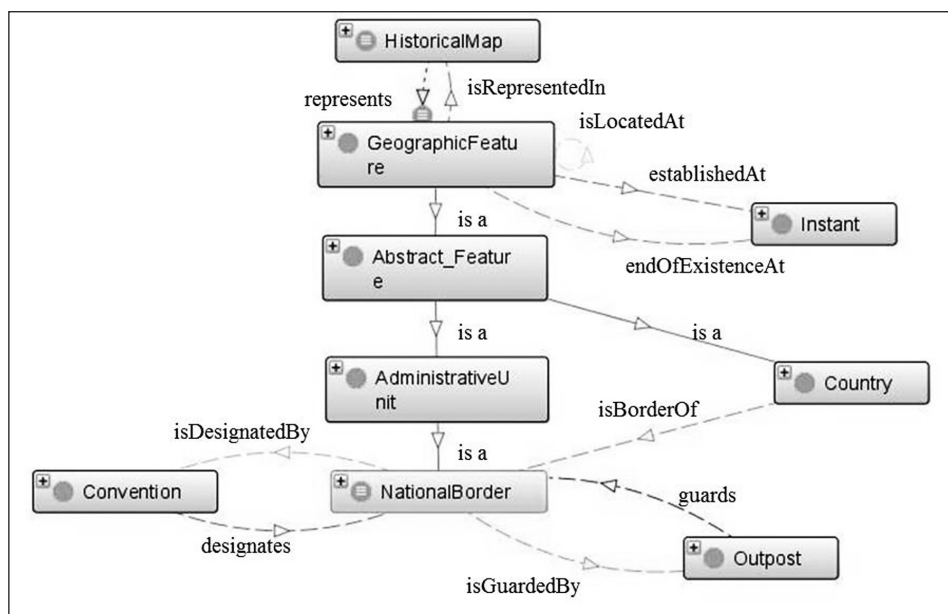 HistoricalMap
represents
isRepresentedIn
isLocatedAt
GeographicFeatu
re
establishedAt
Instant
is a
endOfExistenceAt
Abstract_Featur
e
is a
is a
AdministrativeU
nit
Country
isBorderOf
isDesignatedBy
is a
Convention
NationalBorder
guards
designates
Outpost
isGuardedBy